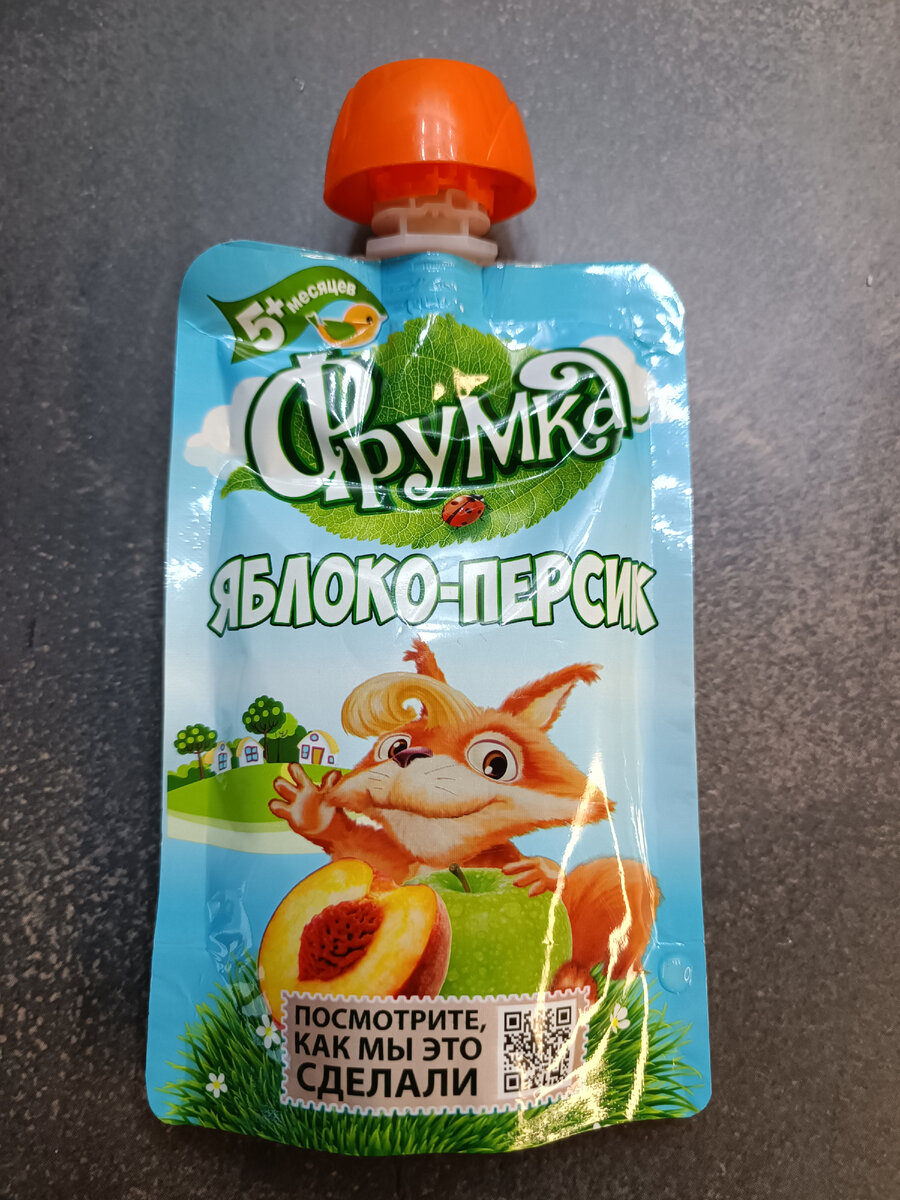 5+ месяцев
Фрумка
ЯБЛОКО-ПЕРСИК
ПОСМОТРИТЕ,
КАК МЫ ЭТО
СДЕЛАЛИ